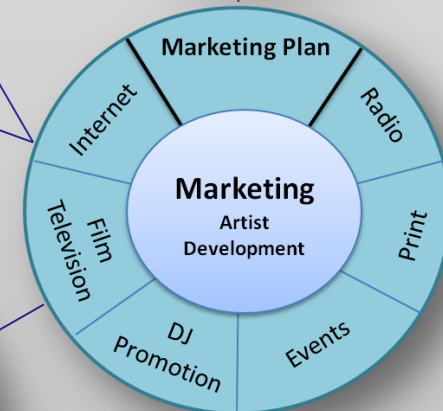 Marketing Plan
Internet
Radio
Marketing
Artist
Development
Film
Television
Print
DJ
Promotion
Events